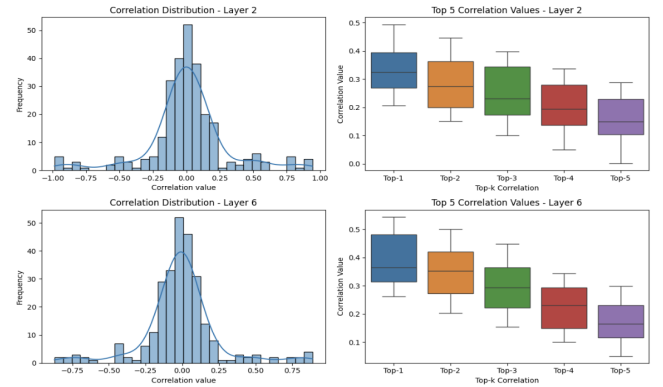 Correlation Distribution - Layer 2
Frequency
50
40
30
20
10
0
−1.00 −0.75 −0.50 −0.25 0.00 0.25 0.50 0.75 1.00
Correlation value
Top 5 Correlation Values - Layer 2
Correlation Value
0.5
0.4
0.3
0.2
0.1
0.0
Top-1 Top-2 Top-3 Top-4 Top-5
Top-k Correlation
Correlation Distribution - Layer 6
Frequency
50
40
30
20
10
0
−0.75 −0.50 −0.25 0.00 0.25 0.50 0.75
Correlation value
Top 5 Correlation Values - Layer 6
Correlation Value
0.5
0.4
0.3
0.2
0.1
Top-1 Top-2 Top-3 Top-4 Top-5
Top-k Correlation